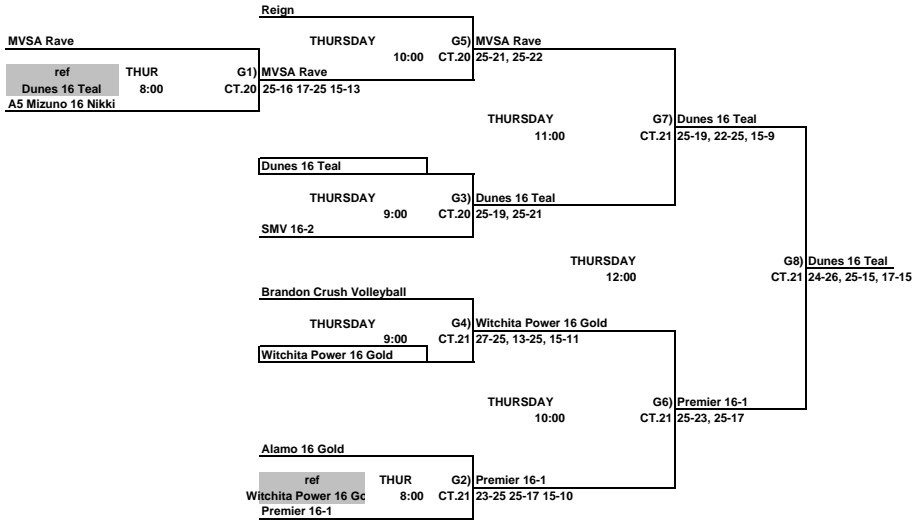 Reign
MVSA Rave
THURSDAY G5) MVSA Rave
10:00 CT.20 25-21, 25-22
ref THUR G1) MVSA Rave
Dunes 16 Teal 8:00 CT.20 25-16 17-25 15-13
A5 Mizuno 16 Nikki
THURSDAY G7) Dunes 16 Teal
11:00 CT.21 25-19, 22-25, 15-9
Dunes 16 Teal
THURSDAY G3) Dunes 16 Teal
9:00 CT.20 25-19, 25-21
SMV 16-2
THURSDAY G8) Dunes 16 Teal
12:00 CT.21 24-26, 25-15, 17-15
Brandon Crush Volleyball
THURSDAY G4) Witchita Power 16 Gold
9:00 CT.21 27-25, 13-25, 15-11
Witchita Power 16 Gold
THURSDAY G6) Premier 16-1
10:00 CT.21 25-23, 25-17
Alamo 16 Gold
ref THUR G2) Premier 16-1
Witchita Power 16 Gc 8:00 CT.21 23-25 25-17 15-10
Premier 16-1